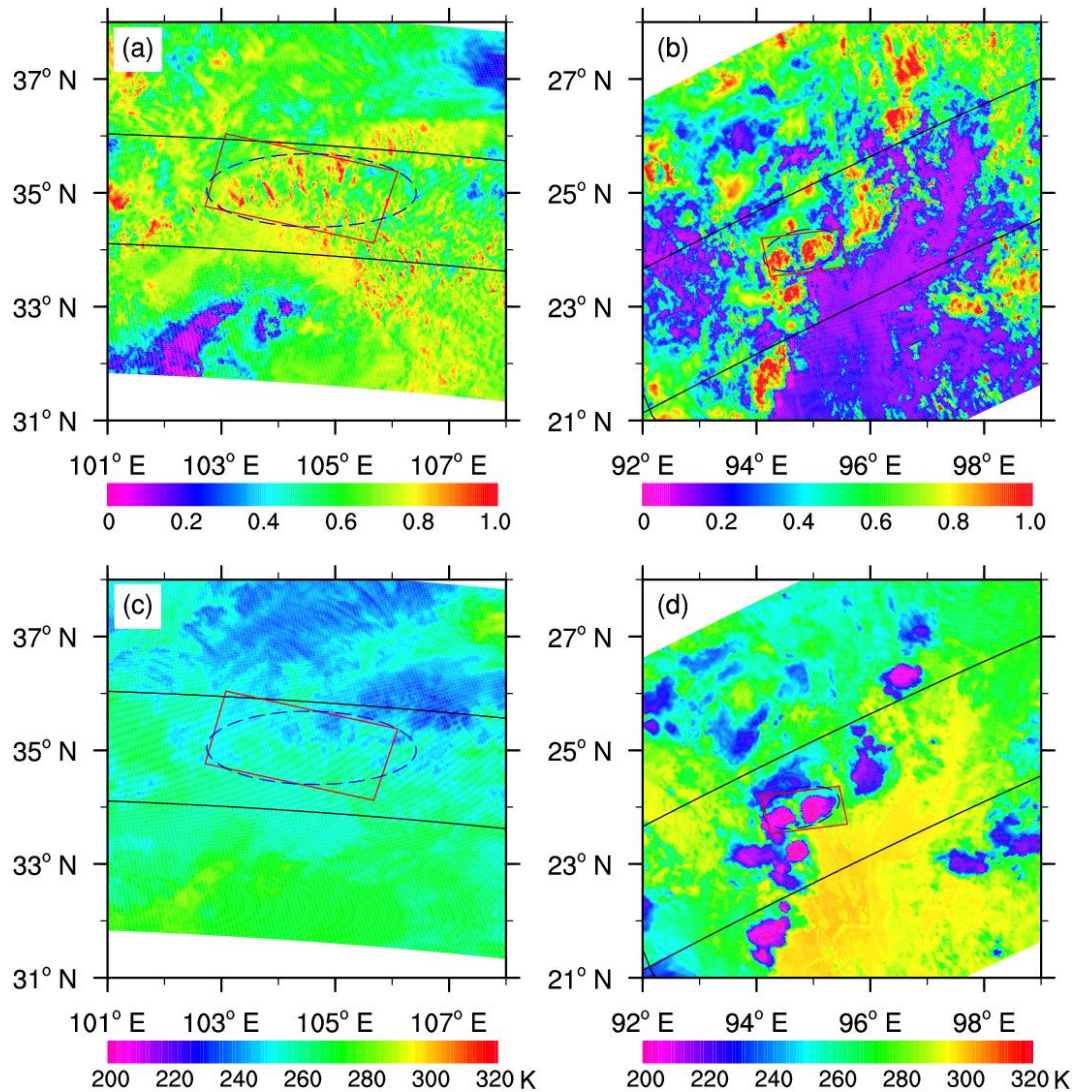 (a)
37° N
35° N
33° N
31° N
101° E 103° E 105° E 107° E
0 0.2 0.4 0.6 0.8 1.0
(b)
27° N
25° N
23° N
21° N
92° E 94° E 96° E 98° E
0 0.2 0.4 0.6 0.8 1.0
(c)
37° N
35° N
33° N
31° N
101° E 103° E 105° E 107° E
200 220 240 260 280 300 320 K
(d)
27° N
25° N
23° N
21° N
92° E 94° E 96° E 98° E
200 220 240 260 280 300 320 K